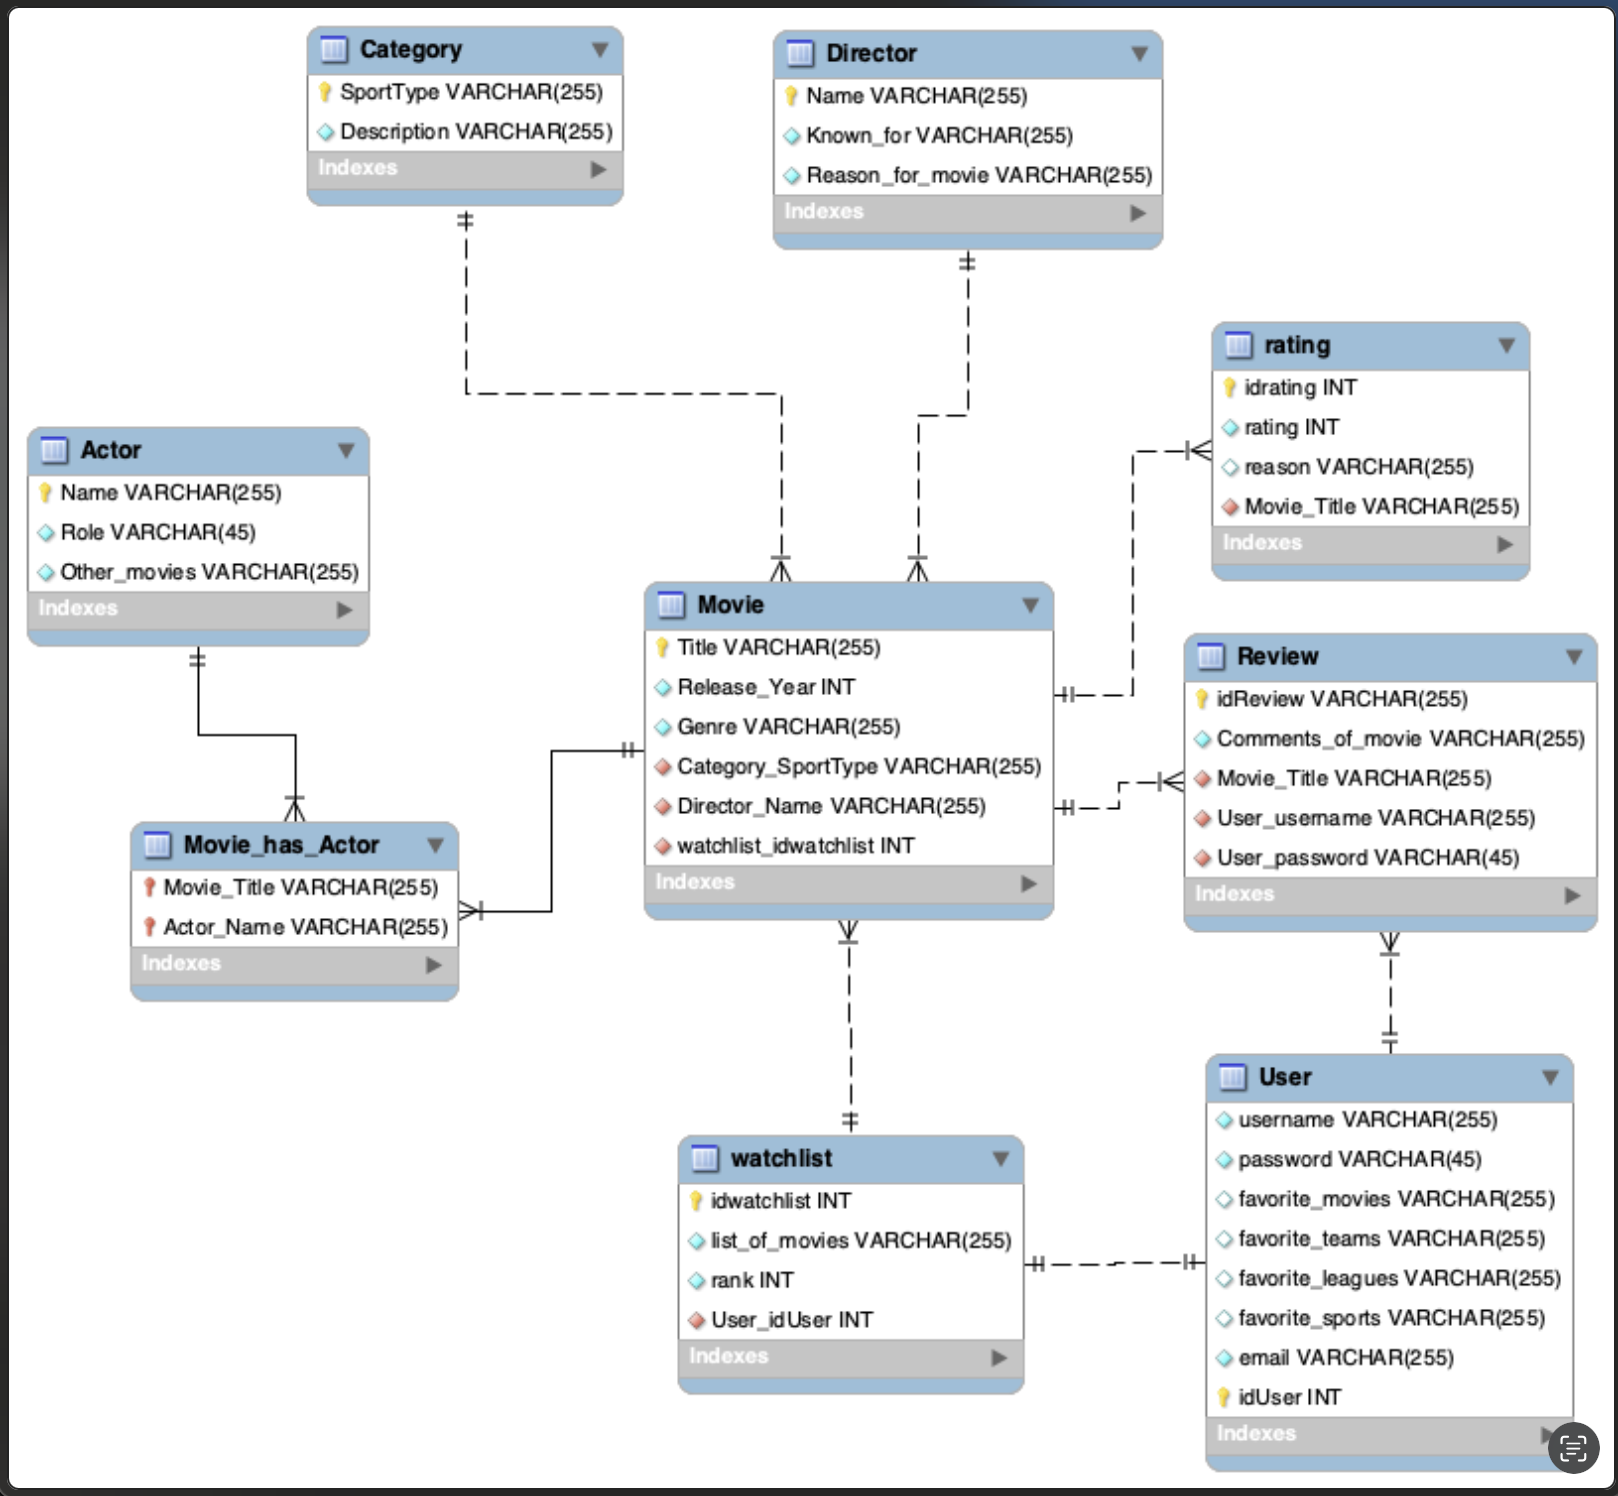 Category
SportType VARCHAR(255)
Description VARCHAR(255)
Indexes
Director
Name VARCHAR(255)
Known_for VARCHAR(255)
Reason_for_movie VARCHAR(255)
Indexes
rating
idrating INT
rating INT
reason VARCHAR(255)
Movie_Title VARCHAR(255)
Indexes
Actor
Name VARCHAR(255)
Role VARCHAR(45)
Other_movies VARCHAR(255)
Indexes
Movie
Title VARCHAR(255)
Release_Year INT
Genre VARCHAR(255)
Category_SportType VARCHAR(255)
Director_Name VARCHAR(255)
watchlist_idwatchlist INT
Indexes
Review
idReview VARCHAR(255)
Comments_of_movie VARCHAR(255)
Movie_Title VARCHAR(255)
User_username VARCHAR(255)
User_password VARCHAR(45)
Indexes
Movie_has_Actor
Movie_Title VARCHAR(255)
Actor_Name VARCHAR(255)
Indexes
watchlist
idwatchlist INT
list_of_movies VARCHAR(255)
rank INT
User_idUser INT
Indexes
User
username VARCHAR(255)
password VARCHAR(45)
favorite_movies VARCHAR(255)
favorite_teams VARCHAR(255)
favorite_leagues VARCHAR(255)
favorite_sports VARCHAR(255)
email VARCHAR(255)
idUser INT
Indexes